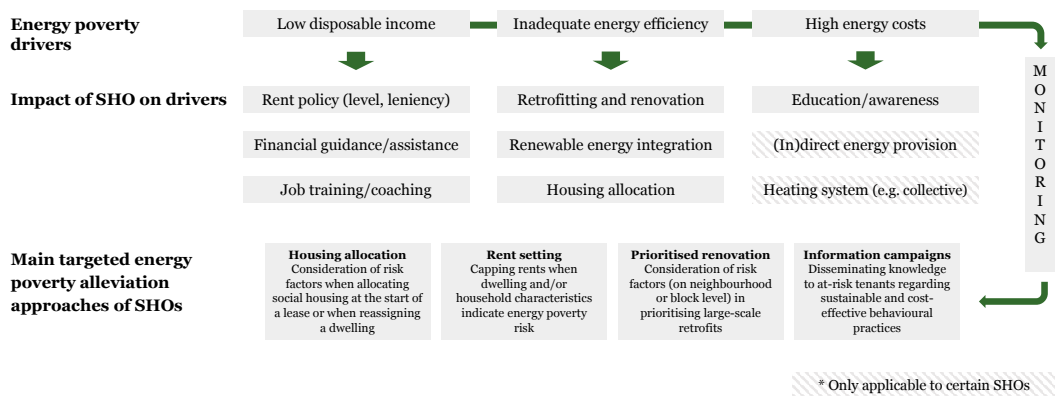 Energy poverty
drivers
Low disposable income
Inadequate energy efficiency
High energy costs
Impact of SHO on drivers
Rent policy (level, leniency)
Retrofitting and renovation
Education/awareness
Financial guidance/assistance
Renewable energy integration
(In)direct energy provision
Job training/coaching
Housing allocation
Heating system (e.g. collective)
MONITORING
Main targeted energy
poverty alleviation
approaches of SHOs
Housing allocation
Consideration of risk
factors when allocating
social housing at the start of
a lease or when reassigning
a dwelling
Rent setting
Capping rents when
dwelling and/or
household characteristics
indicate energy poverty
risk
Prioritised renovation
Consideration of risk
factors (on neighbourhood
or block level) in
prioritising large-scale
retrofits
Information campaigns
Disseminating knowledge
to at-risk tenants regarding
sustainable and cost-
effective behavioural
practices
* Only applicable to certain SHOs